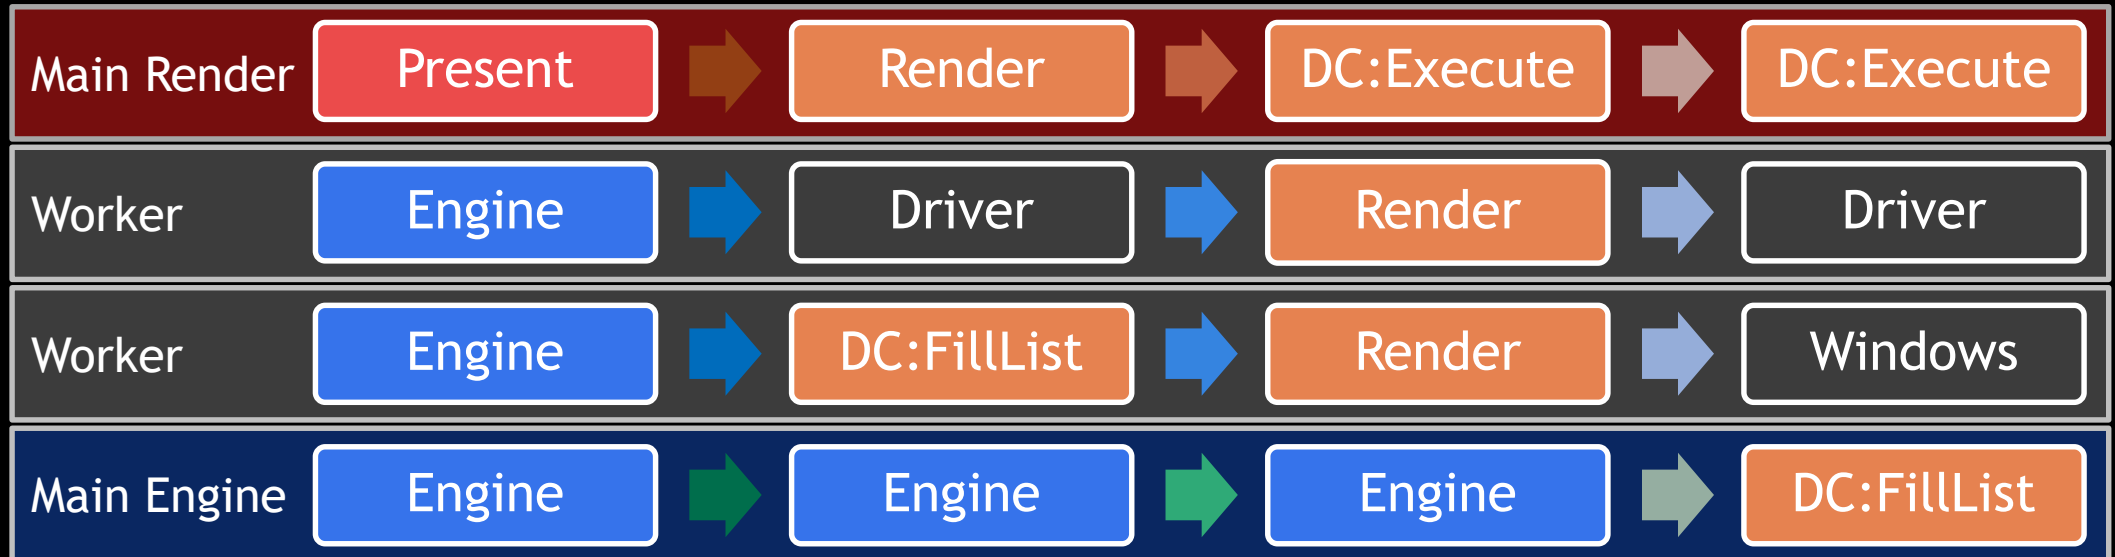 Main Render Present Render DC:Execute DC:Execute
Worker Engine Driver Render Driver
Worker Engine DC:FillList Render Windows
Main Engine Engine Engine Engine DC:FillList